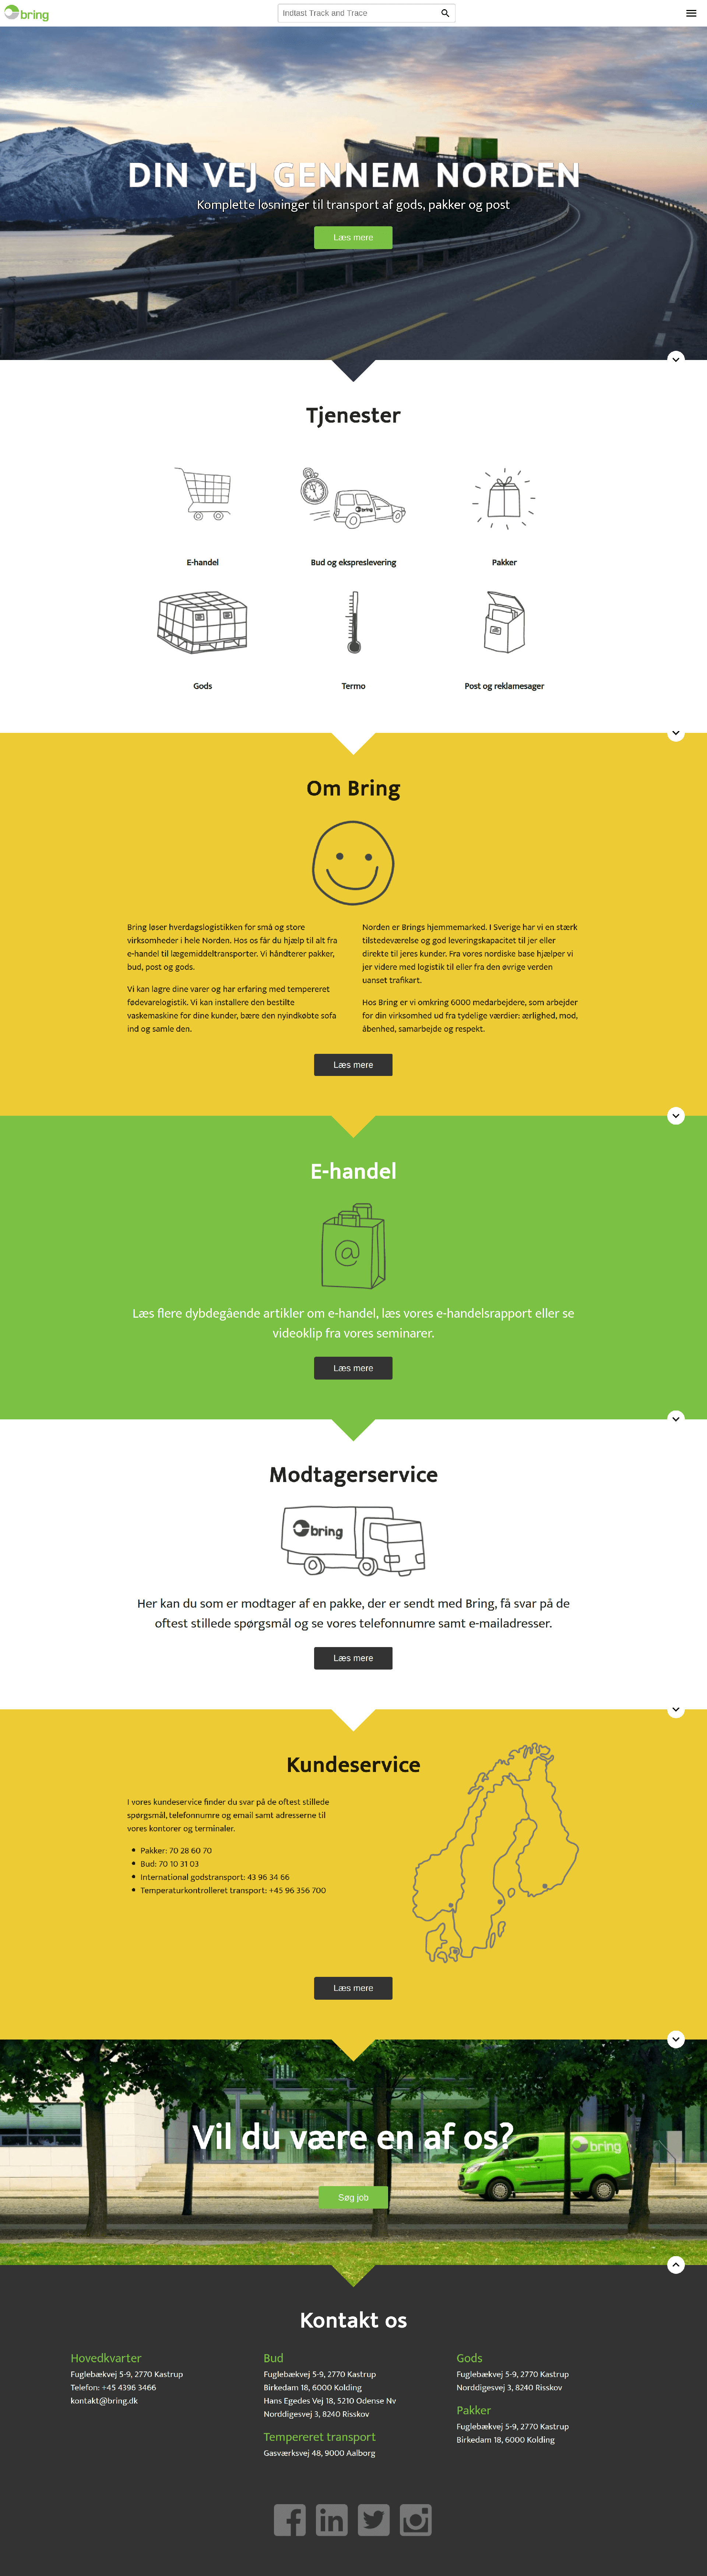 bring
Indtast Track and Trace
DIN VEJ GENNEM NORDEN
Komplette løsninger til transport af gods, pakker og post
Læs mere
Tjenester
bring
E-handel
Bud og ekspreslevering
Pakker
Gods
Termo
Post og reklamesager
Om Bring
Bring løser hverdagslogistikken for små og store
virksomheder i hele Norden. Hos os får du hjælp til alt fra
e-handel til lægemiddeltransporter. Vi håndterer pakker,
bud, post og gods.
Vi kan lagre dine varer og har erfaring med tempereret
fødevarelogistik. Vi kan installere den bestilte
vaskemaskine for dine kunder, bære den nyindkøbte sofa
ind og samle den.
Norden er Brings hjemmemarked. I Sverige har vi en stærk
tilstedeværelse og god leveringskapacitet til jer eller
direkte til jeres kunder. Fra vores nordiske base hjælper vi
jer videre med logistik til eller fra den øvrige verden
uanset trafikart.
Hos Bring er vi omkring 6000 medarbejdere, som arbejder
for din virksomhed ud fra tydelige værdier: ærlighed, mod,
åbenhed, samarbejde og respekt.
Læs mere
E-handel
@
Læs flere dybdegående artikler om e-handel, læs vores e-handelsrapport eller se
videoklip fra vores seminarer.
Læs mere
Modtagerservice
bring
Her kan du som er modtager af en pakke, der er sendt med Bring, få svar på de
oftest stillede spørgsmål og se vores telefonnumre samt e-mailadresser.
Læs mere
Kundeservice
I vores kundeservice finder du svar på de oftest stillede
spørgsmål, telefonnumre og email samt adresserne til
vores kontorer og terminaler.
• Pakker: 70 28 60 70
• Bud: 70 10 31 03
• International godstransport: 43 96 34 66
• Temperaturkontrolleret transport: +45 96 356 700
Læs mere
Vil du være en af os?
bring
Søg job
Kontakt os
Hovedkvarter
Fuglebækvej 5-9, 2770 Kastrup
Telefon: +45 4396 3466
kontakt@bring.dk
Bud
Fuglebækvej 5-9, 2770 Kastrup
Birkedam 18, 6000 Kolding
Hans Egedes Vej 18, 5210 Odense Nv
Norddigesvej 3, 8240 Risskov
Tempereret transport
Gasværksvej 48, 9000 Aalborg
Gods
Fuglebækvej 5-9, 2770 Kastrup
Norddigesvej 3, 8240 Risskov
Pakker
Fuglebækvej 5-9, 2770 Kastrup
Birkedam 18, 6000 Kolding